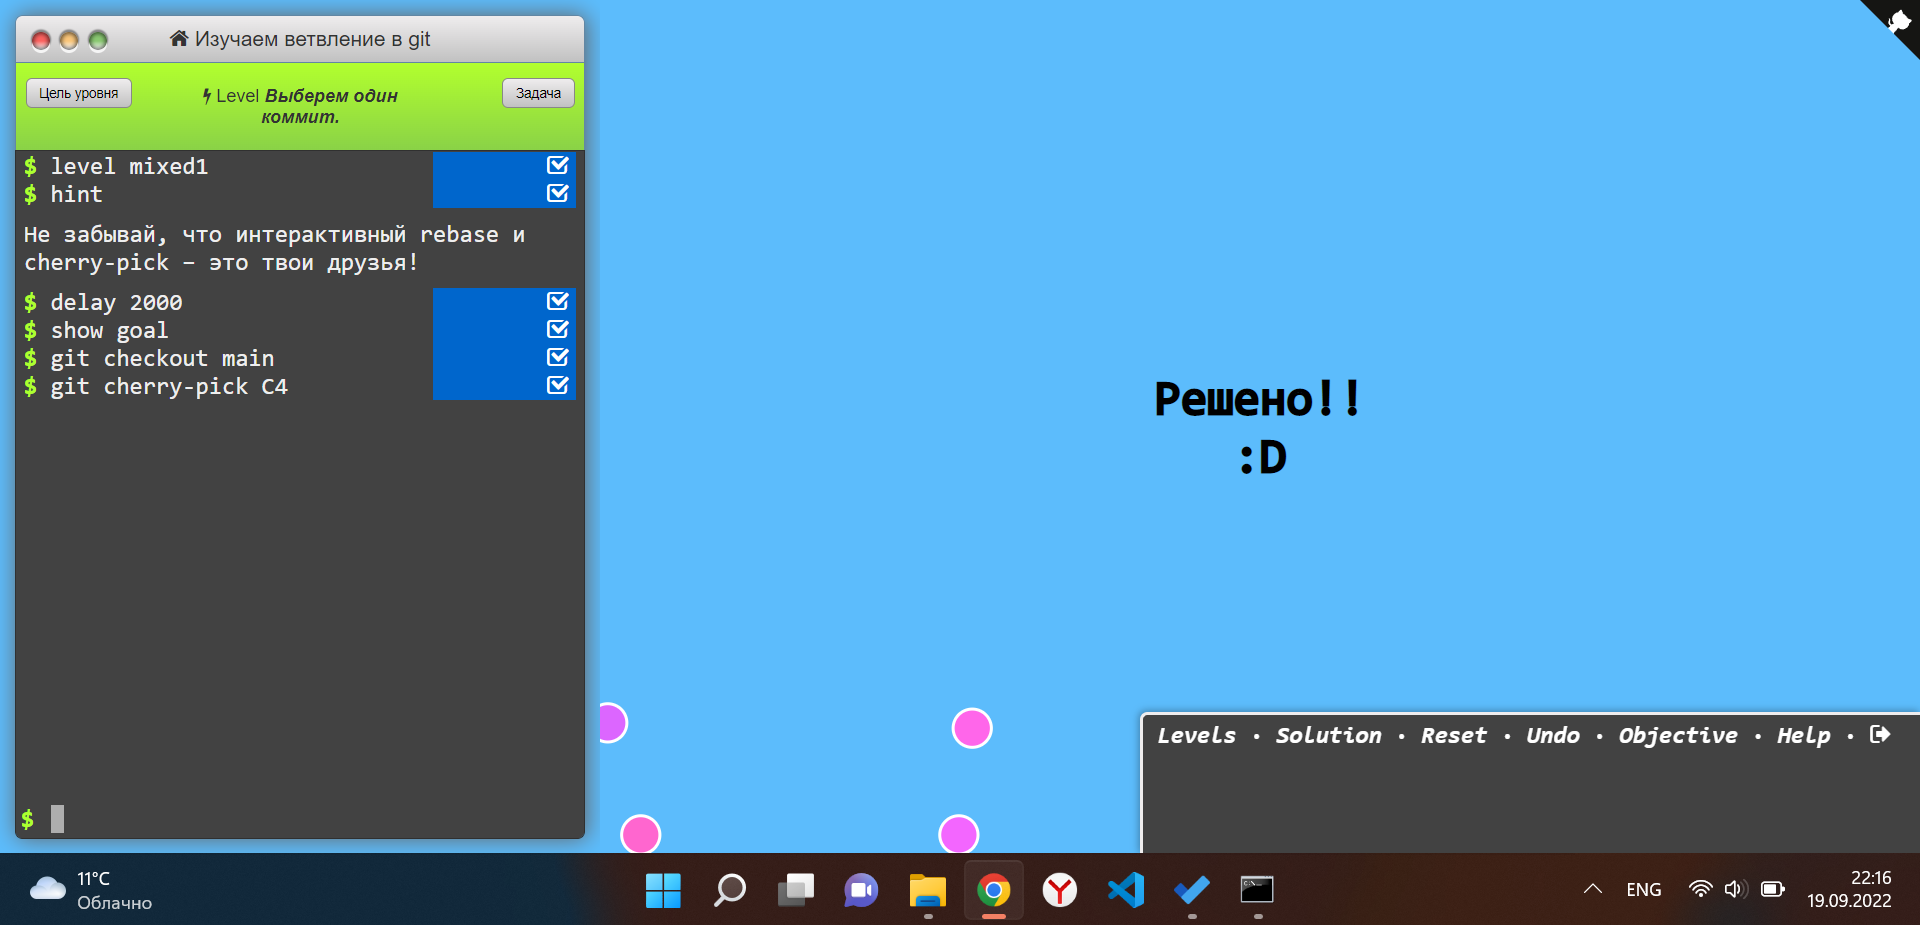 Изучаем ветвление в git
Цель уровня
Level Выберем один
коммит.
Задача
$ level mixed1
$ hint
Не забывай, что интерактивный rebase и
cherry-pick – это твои друзья!
$ delay 2000
$ show goal
$ git checkout main
$ git cherry-pick C4
$
Решено!!
:D
Levels • Solution • Reset • Undo • Objective • Help •
11°C
Облачно
ENG
22:16
19.09.2022